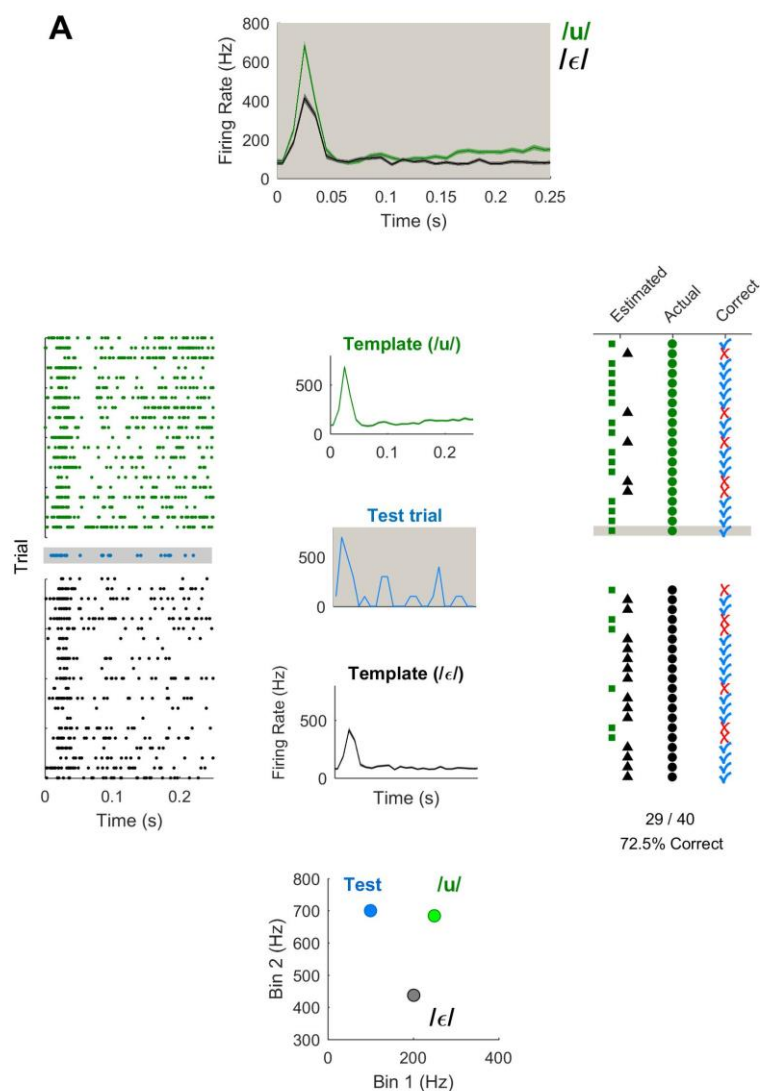 A
/u/
/ϵ/
Firing Rate (Hz)
800
600
400
200
0
0 0.05 0.1 0.15 0.2 0.25
Time (s)
Estimated
Actual
Correct
Trial
0 0.1 0.2
Time (s)
Template (/u/)
500
0
0 0.1 0.2
Test trial
500
0
Template (/ϵ/)
Firing Rate (Hz)
500
0
Time (s)
29 / 40
72.5% Correct
Bin 2 (Hz)
800
700
600
500
400
300
Test /u/
/ϵ/
0 200 400
Bin 1 (Hz)